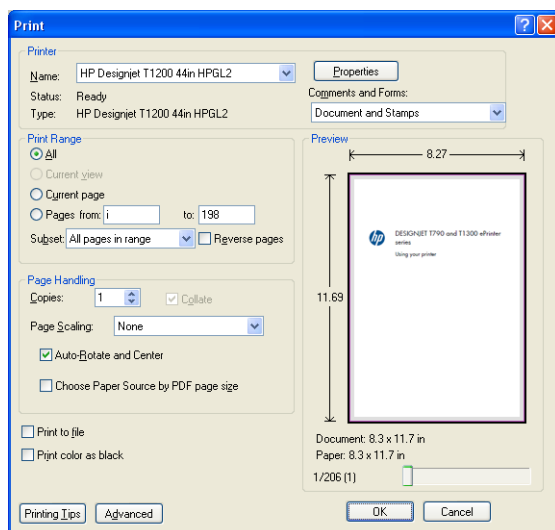 Print
Printer
Name: HP Designjet T1200 44in HPGL2 Properties
Status: Ready Comments and Forms:
Type: HP Designjet T1200 44in HPGL2 Document and Stamps
Print Range
All
Current view
Current page
Pages from: i to: 198
Subset: All pages in range Reverse pages
Page Handling
Copies: 1 Collate
Page Scaling: None
Auto-Rotate and Center
Choose Paper Source by PDF page size
Print to file
Print color as black
Printing Tips Advanced
Preview
8.27
11.69
hp
DESIGNJET T790 and T1300 ePrinter
series
Using your printer
Document: 8.3 x 11.7 in
Paper: 8.3 x 11.7 in
1/206 (1)
OK Cancel